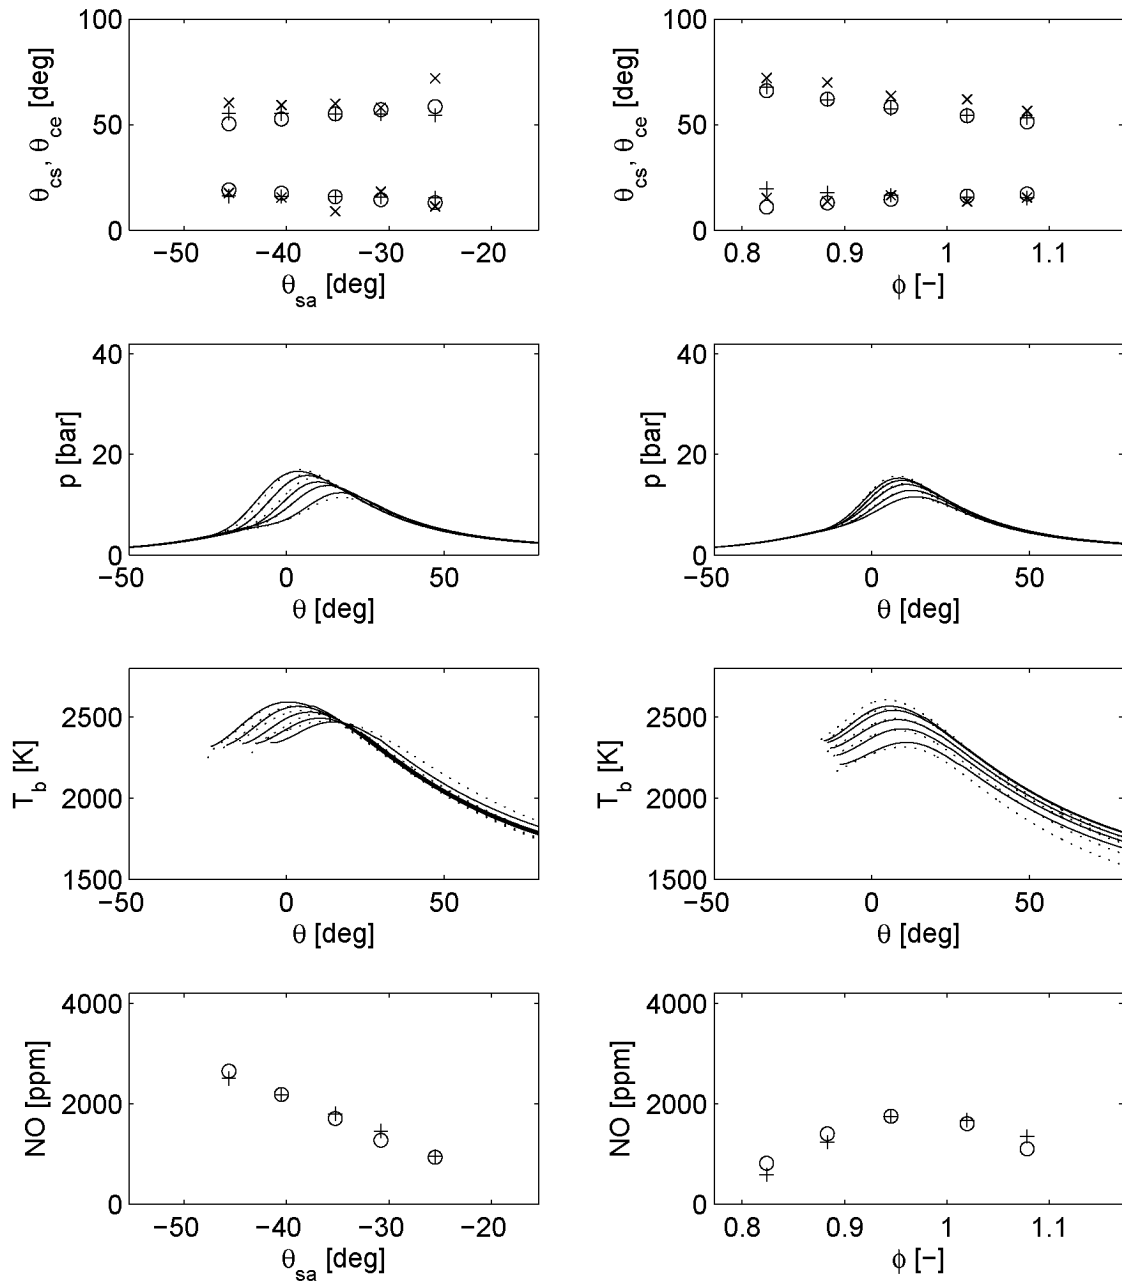 100
50
0
θcs, θce [deg]
−50 −40 −30 −20
θsa [deg]
100
50
0
θcs, θce [deg]
0.8 0.9 1 1.1
ϕ [−]
40
20
0
p [bar]
−50 0 50
θ [deg]
40
20
0
p [bar]
−50 0 50
θ [deg]
2500
2000
1500
Tb [K]
−50 0 50
θ [deg]
2500
2000
1500
Tb [K]
−50 0 50
θ [deg]
4000
2000
0
NO [ppm]
−50 −40 −30 −20
θsa [deg]
4000
2000
0
NO [ppm]
0.8 0.9 1 1.1
ϕ [−]